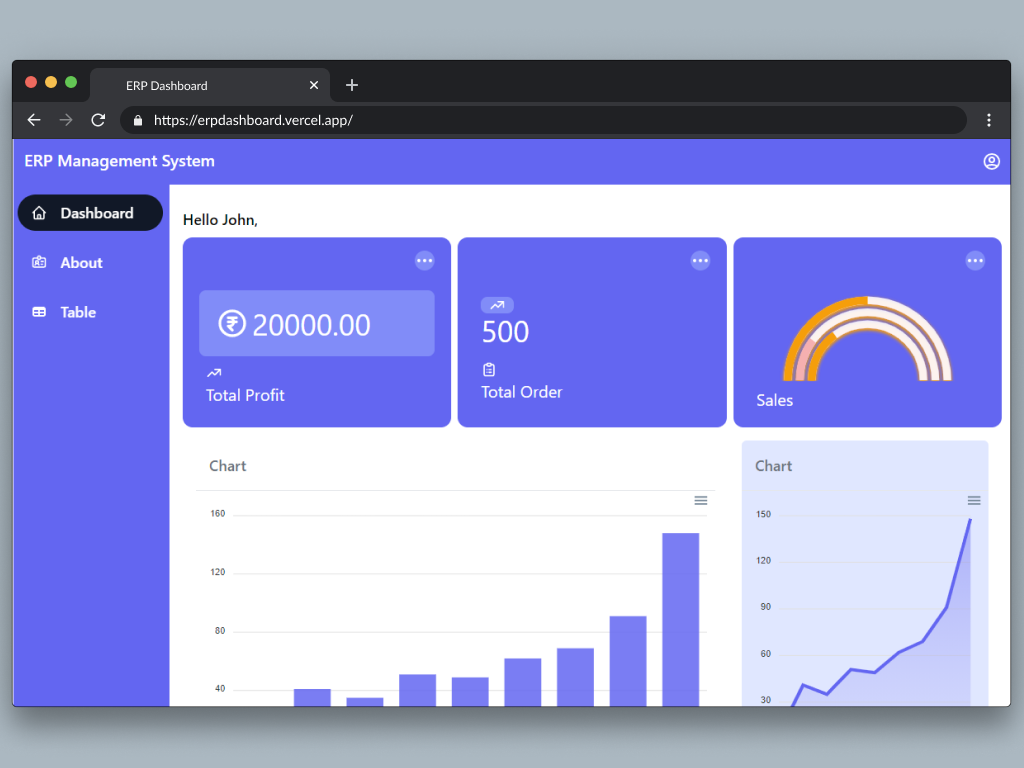 ERP Dashboard
https://erpdashboard.vercel.app/
ERP Management System
Dashboard
About
Table
Hello John,
₹ 20000.00
Total Profit
500
Total Order
Sales
Chart
160
120
80
40
Chart
150
120
90
60
30